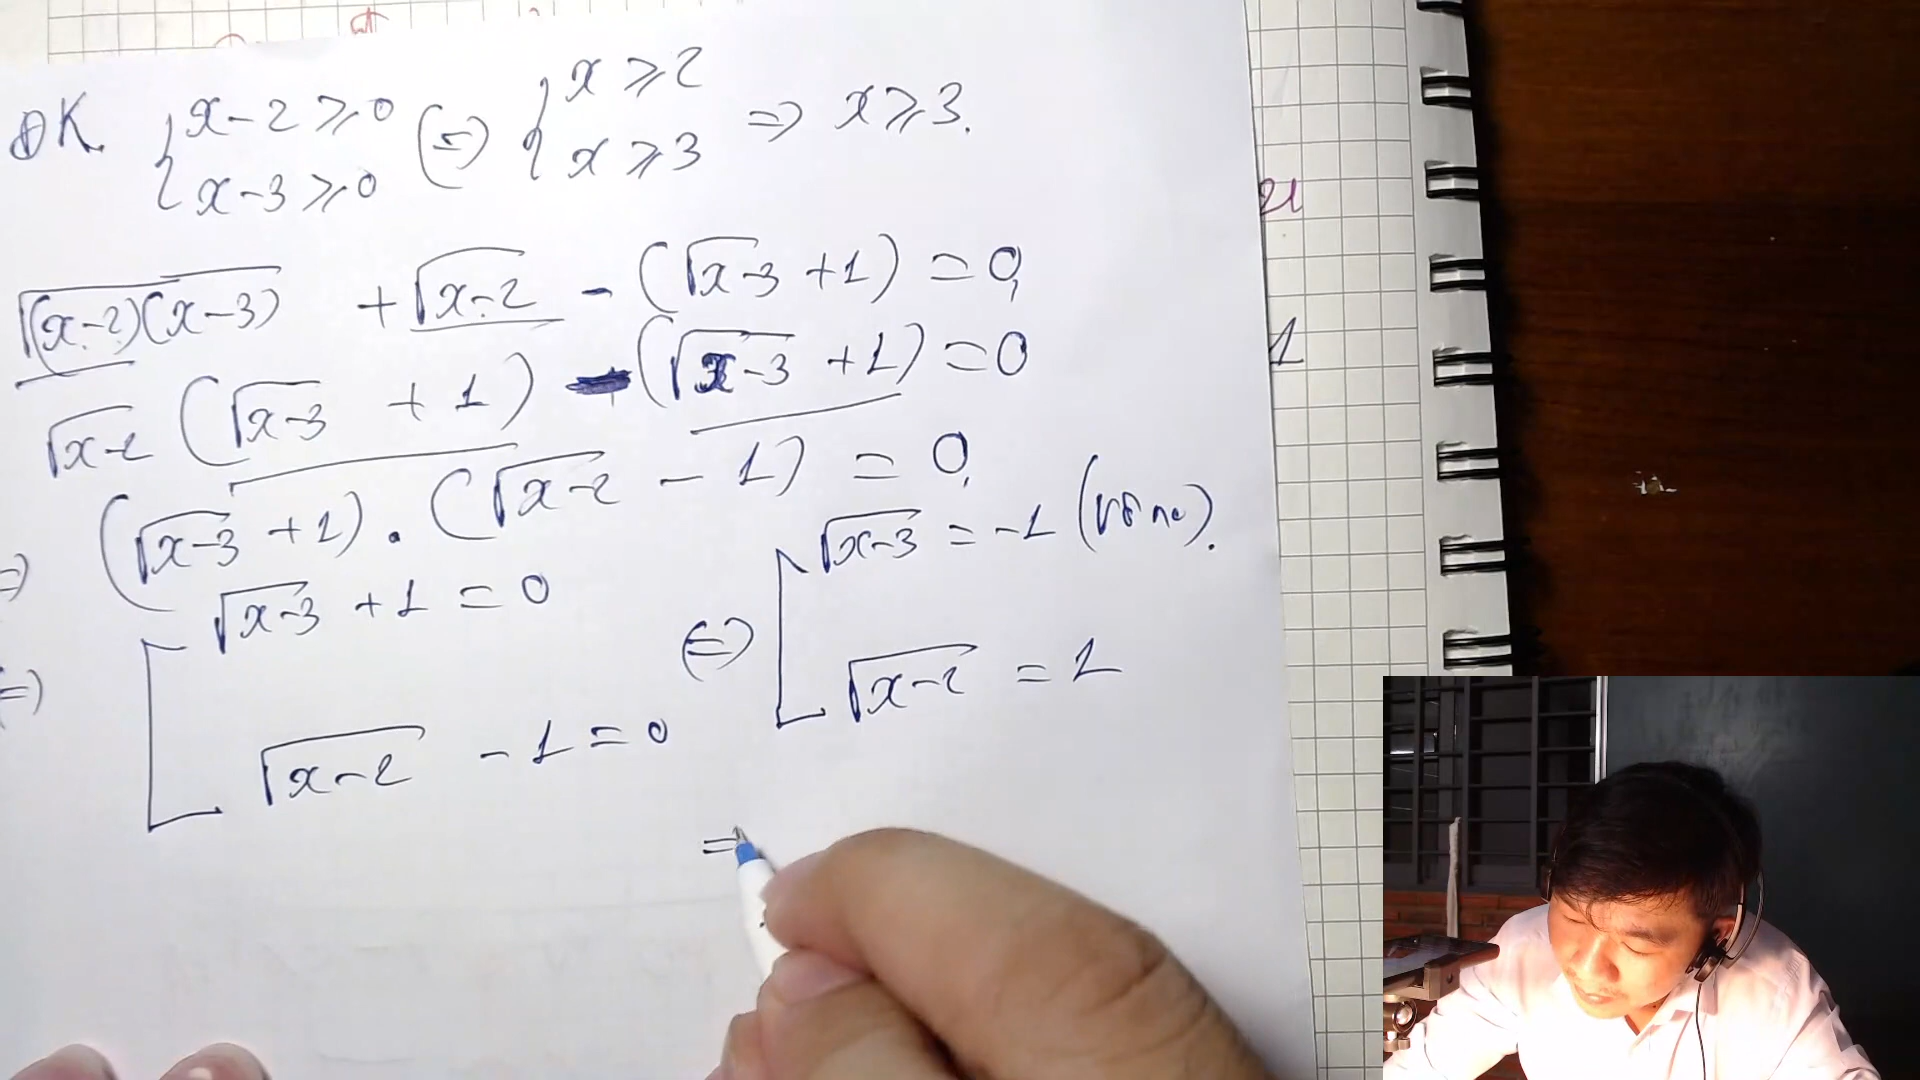 ĐK. { x-2 ⩾ 0 (=) { x ⩾ 2 => x ⩾ 3.
x-3 ⩾ 0 x ⩾ 3
√(x-2)(x-3) + √x-2 - (√x-3 + 1) = 0
√x-2 (√x-3 + 1) - (√x-3 + 1) = 0
=) (√x-3 + 1) . (√x-2 - 1) = 0
=) [ √x-3 + 1 = 0 (=) [ √x-3 = -1 (vô no).
√x-2 - 1 = 0 √x-2 = 1
=
1